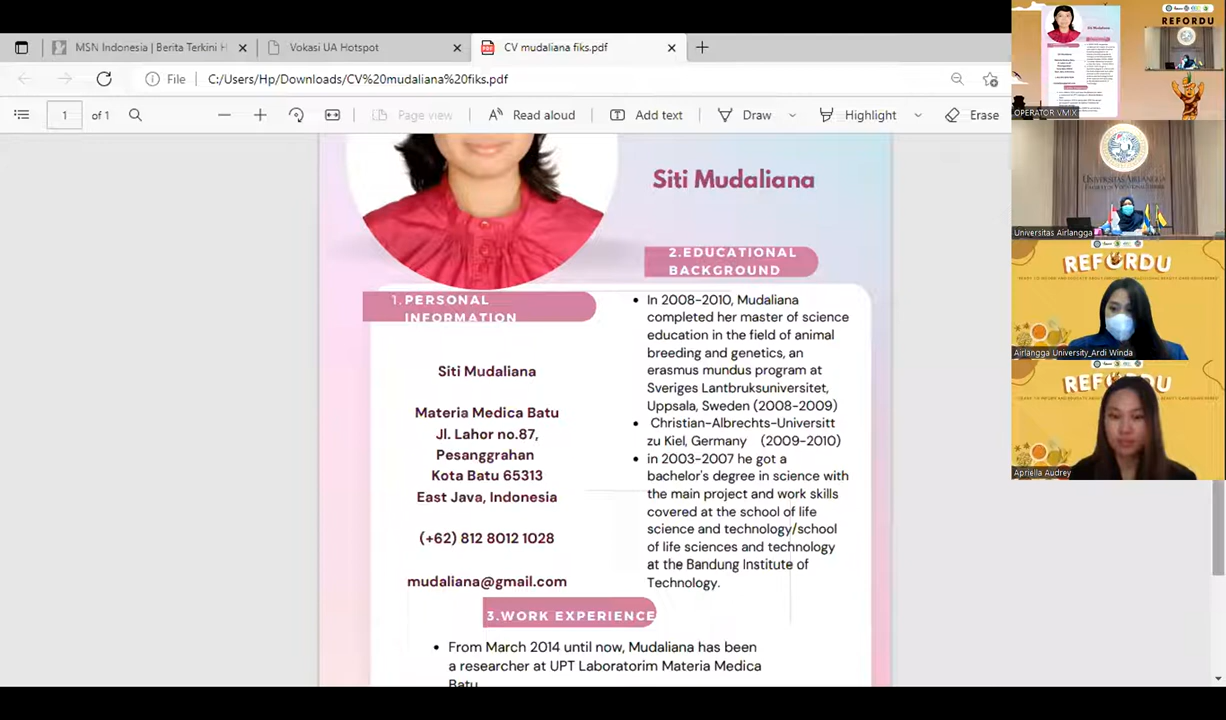 MSN Indonesia | Berita Terkini H
Vokasi UA Hotspot
CV mudaliana fiks.pdf
File
C:/Users/Hp/Downloads/CV%20mudaliana%20fiks.pdf
1
of 1
Page view
Read aloud
Add text
Draw
Highlight
Erase
Siti Mudaliana
2.EDUCATIONAL
BACKGROUND
1.PERSONAL
INFORMATION
Siti Mudaliana
Materia Medica Batu
Jl. Lahor no.87,
Pesanggrahan
Kota Batu 65313
East Java, Indonesia
(+62) 812 8012 1028
mudaliana@gmail.com
In 2008-2010, Mudaliana
completed her master of science
education in the field of animal
breeding and genetics, an
erasmus mundus program at
Sveriges Lantbruksuniversitet,
Uppsala, Sweden (2008-2009)
Christian-Albrechts-Universitt
zu Kiel, Germany (2009-2010)
in 2003-2007 he got a
bachelor's degree in science with
the main project and work skills
covered at the school of life
science and technology/school
of life sciences and technology
at the Bandung Institute of
Technology.
3.WORK EXPERIENCE
From March 2014 until now, Mudaliana has been
a researcher at UPT Laboratorim Materia Medica
Batu
REFORDU
Siti Mudaliana
OPERATOR VMIX
UNIVERSITAS AIRLANGGA
Universitas Airlangga
REFORDU
Airlangga University_Ardi Winda
REFORDU
Apriella Audrey